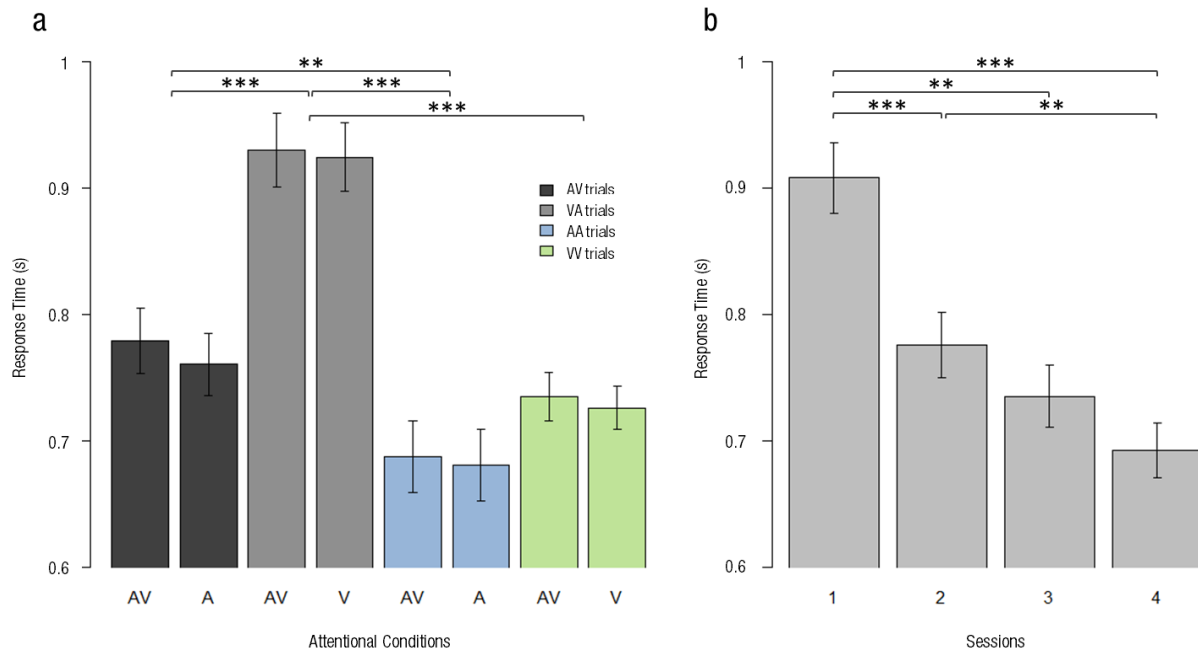 a
1
0.9
0.8
0.7
0.6
Response Time (s)
**
*** ***
***
AV trials
VA trials
AA trials
VV trials
AV A AV V AV A AV V
Attentional Conditions
b
1
0.9
0.8
0.7
0.6
Response Time (s)
***
**
*** **
1 2 3 4
Sessions